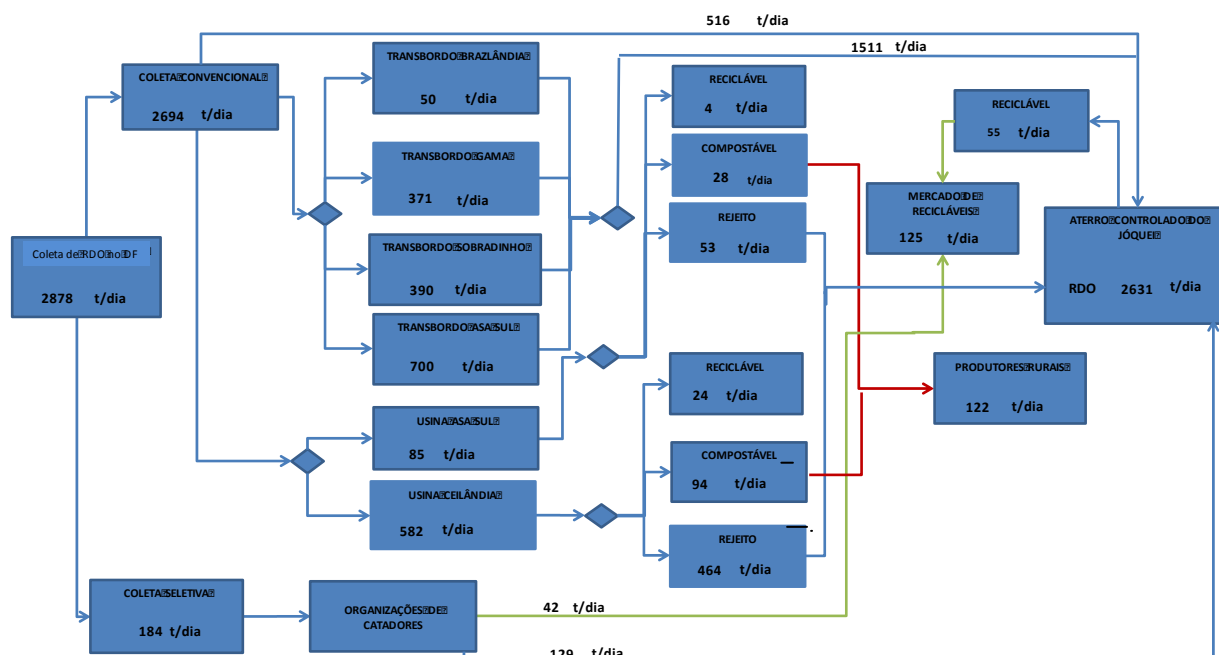 516 t/dia
1511 t/dia
COLETA CONVENCIONAL
2694 t/dia
TRANSBORDO BRAZLÂNDIA
50 t/dia
RECICLÁVEL
4 t/dia
RECICLÁVEL
55 t/dia
TRANSBORDO GAMA
371 t/dia
COMPOSTÁVEL
28 t/dia
MERCADO DE
RECICLÁVEIS
125 t/dia
ATERRO CONTROLADO DO
JÓQUEI
RDO 2631 t/dia
Coleta de RDO no DF
2878 t/dia
TRANSBORDO SOBRADINHO
390 t/dia
REJEITO
53 t/dia
TRANSBORDO ASA SUL
700 t/dia
RECICLÁVEL
24 t/dia
PRODUTORES RURAIS
122 t/dia
USINA ASA SUL
85 t/dia
COMPOSTÁVEL
94 t/dia
USINA CEILÂNDIA
582 t/dia
REJEITO
464 t/dia
COLETA SELETIVA
184 t/dia
ORGANIZAÇÕES DE
CATADORES
42 t/dia
129 t/dia